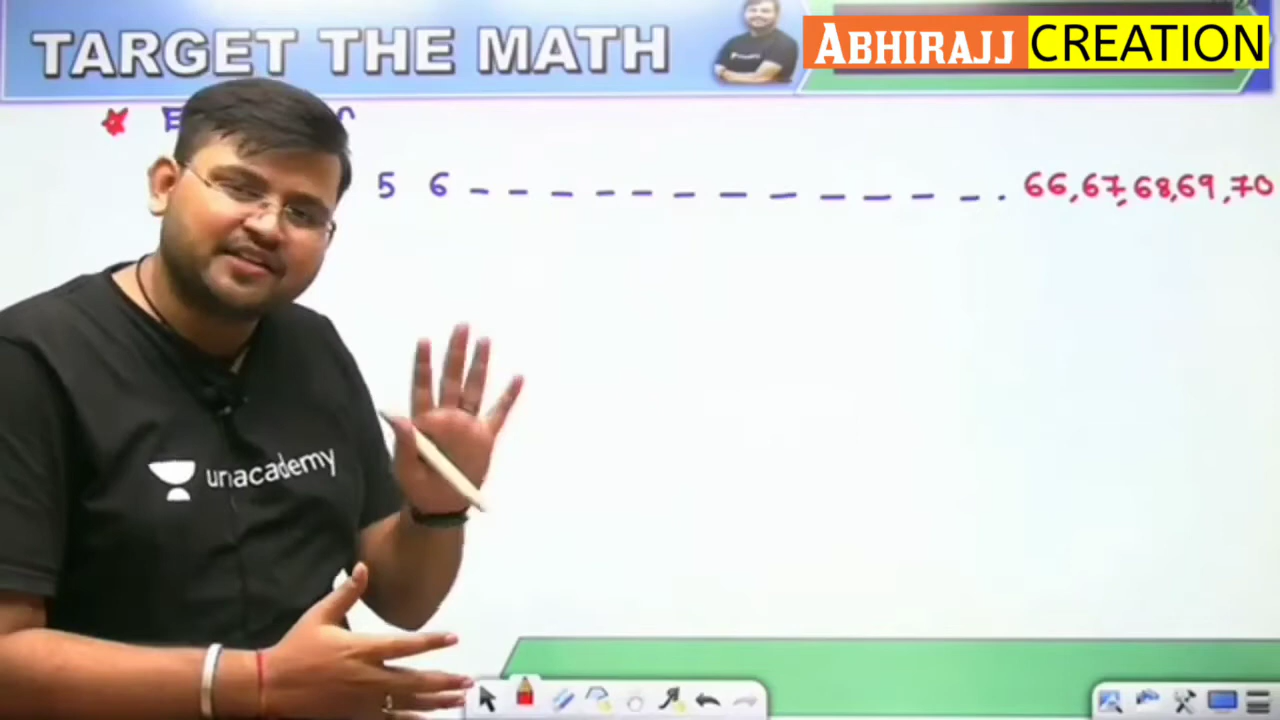 TARGET THE MATH
ABHIRAJJ CREATION
5 6 _ _ _ _ _ _ _ _ _ _ _ _ _ . 66,67,68,69,70
unacademy